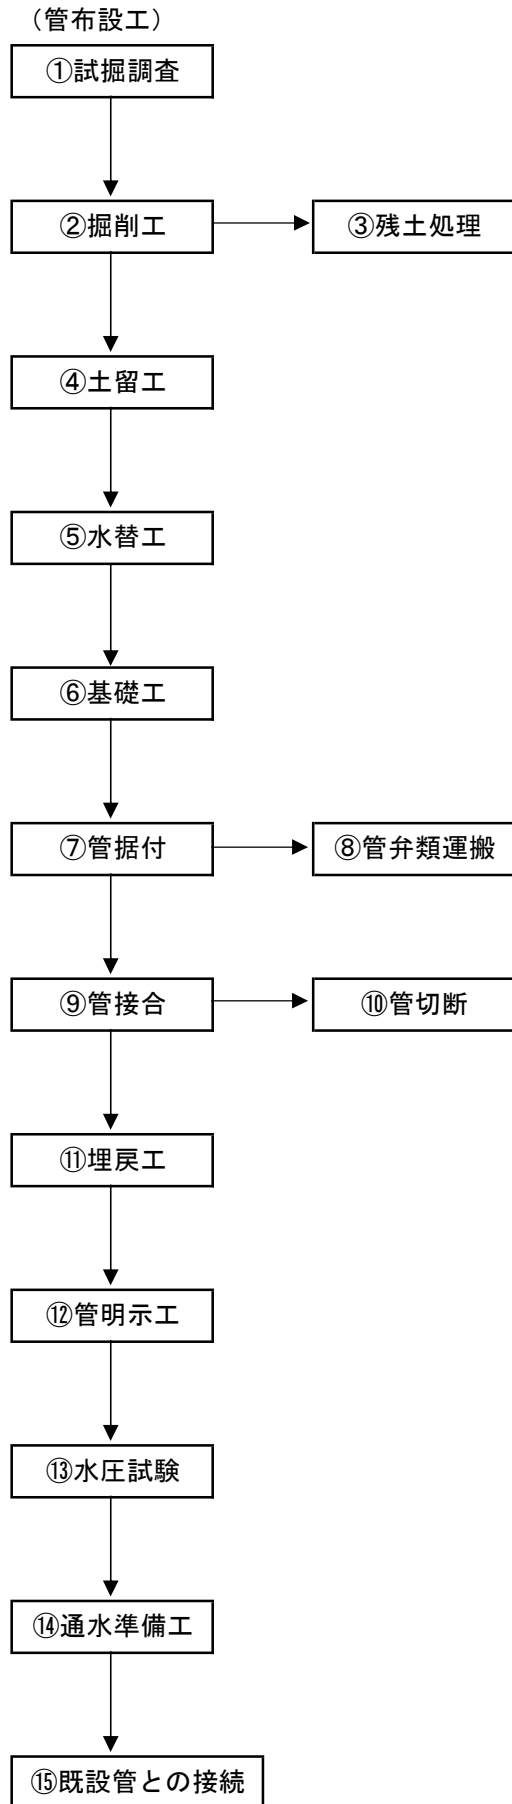 （管布設工）
①試掘調査
②掘削工
③残土処理
④土留工
⑤水替工
⑥基礎工
⑦管据付
⑧管弁類運搬
⑨管接合
⑩管切断
⑪埋戻工
⑫管明示工
⑬水圧試験
⑭通水準備工
⑮既設管との接続